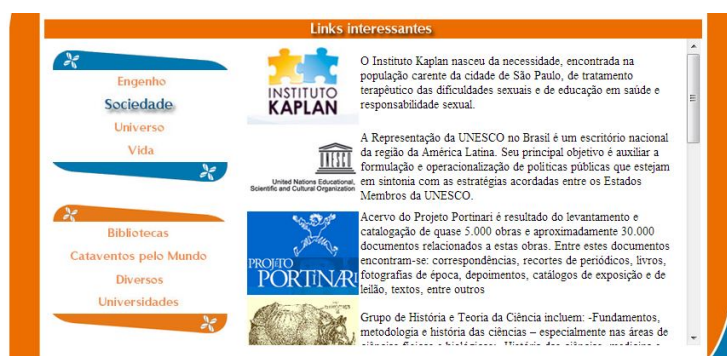 Links interessantes
Engenho
Sociedade
Universo
Vida
Bibliotecas
Cataventos pelo Mundo
Diversos
Universidades
INSTITUTO
KAPLAN
O Instituto Kaplan nasceu da necessidade, encontrada na
população carente da cidade de São Paulo, de tratamento
terapêutico das dificuldades sexuais e de educação em saúde e
responsabilidade sexual.
UNESCO
United Nations Educational,
Scientific and Cultural Organization
A Representação da UNESCO no Brasil é um escritório nacional
da região da América Latina. Seu principal objetivo é auxiliar a
formulação e operacionalização de políticas públicas que estejam
em sintonia com as estratégias acordadas entre os Estados
Membros da UNESCO.
PROJETO
PORTINARI
Acervo do Projeto Portinari é resultado do levantamento e
catalogação de quase 5.000 obras e aproximadamente 30.000
documentos relacionados a estas obras. Entre estes documentos
encontram-se: correspondências, recortes de periódicos, livros,
fotografias de época, depoimentos, catálogos de exposição e de
leilão, textos, entre outros
Grupo de História e Teoria da Ciência incluem: -Fundamentos,
metodologia e história das ciências – especialmente nas áreas de